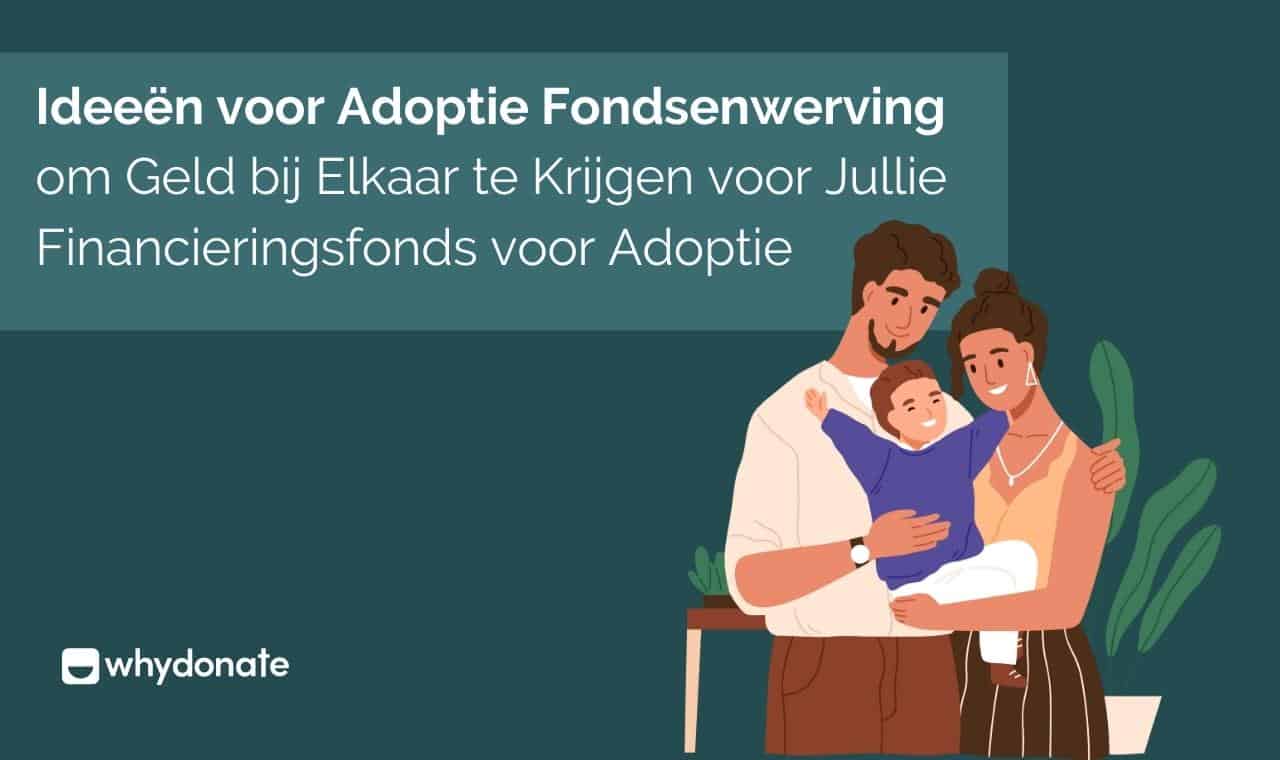 Ideeën voor Adoptie Fondsenwerving
om Geld bij Elkaar te Krijgen voor Jullie
Financieringsfonds voor Adoptie
whydonate